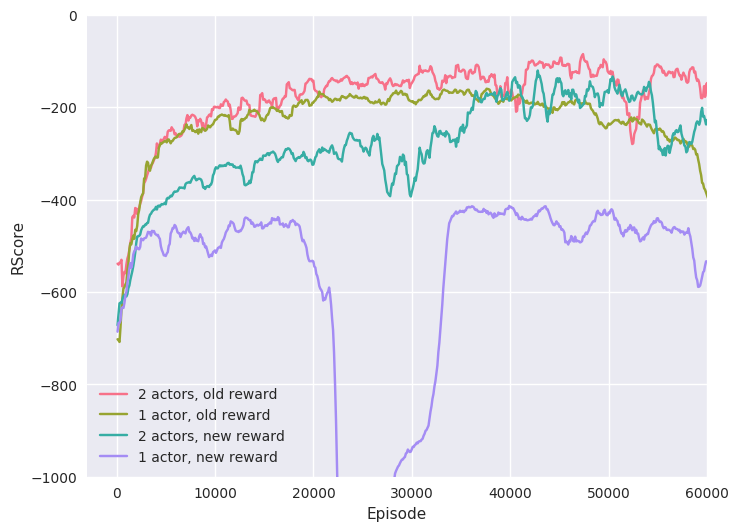 0
−200
−400
−600
−800
−1000
RScore
2 actors, old reward
1 actor, old reward
2 actors, new reward
1 actor, new reward
0 10000 20000 30000 40000 50000 60000
Episode